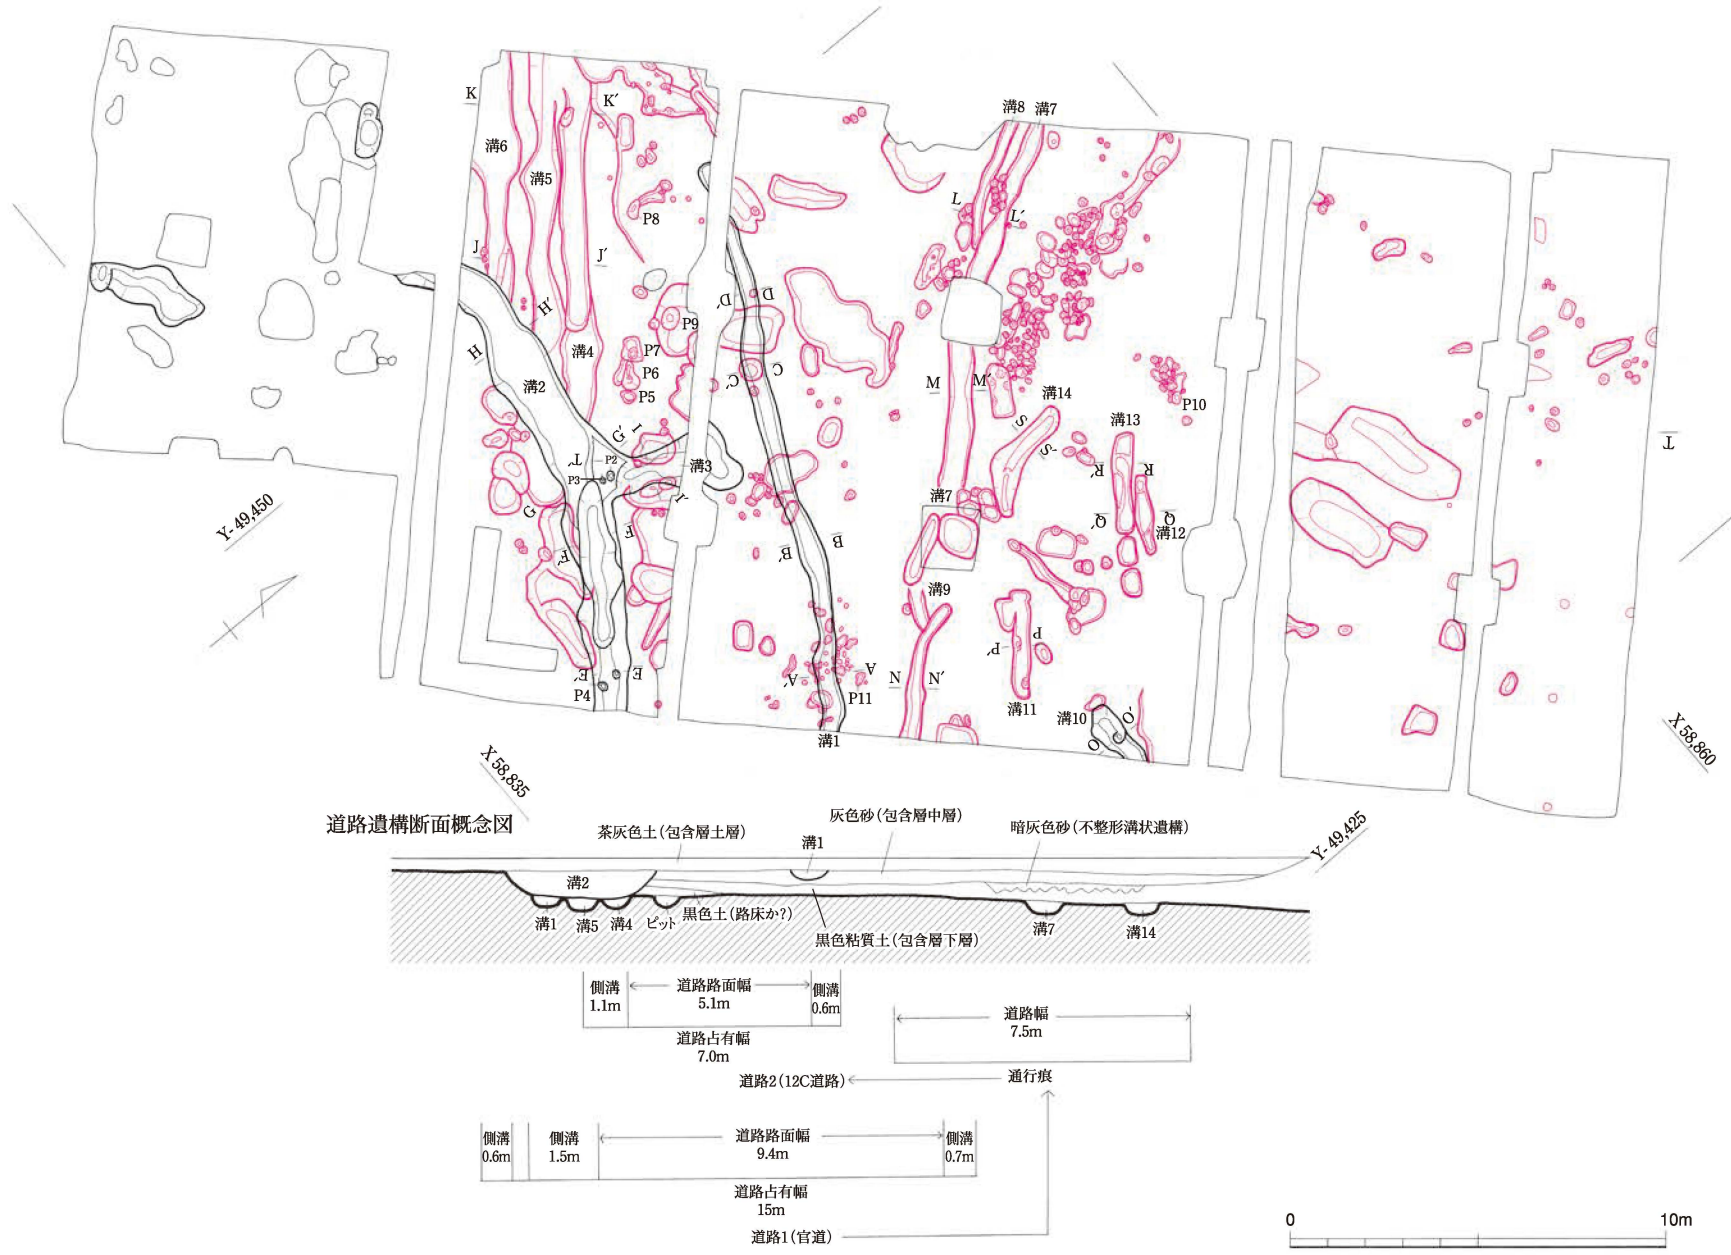 K
K′
溝6
溝5
P8
J
J′
H′
H
溝4
P9
P7
P6
P5
溝2
G′
I
T′
P2
P3
溝3
I′
G
F
F′
E′
E
P4
D′
D
C′
C
B′
B
A′
A
P11
溝1
溝8 溝7
L
L′
M
M′
溝14
S
S′
溝13
P10
R′
R
Q′
Q
溝12
溝7
溝9
P
P′
N
N′
溝11
溝10
O
O′
T
Y- 49,450
X 58,835
X 58,860
Y- 49,425
道路遺構断面概念図
茶灰色土(包含層土層)
灰色砂(包含層中層)
暗灰色砂(不整形溝状遺構)
溝1
溝2
溝1
溝5
溝4
ピット
黒色土(路床か?)
黒色粘質土(包含層下層)
溝7
溝14
側溝
1.1m
道路路面幅
5.1m
側溝
0.6m
道路占有幅
7.0m
道路幅
7.5m
道路2(12C道路)
通行痕
側溝
0.6m
側溝
1.5m
道路路面幅
9.4m
側溝
0.7m
道路占有幅
15m
道路1(官道)
0
10m